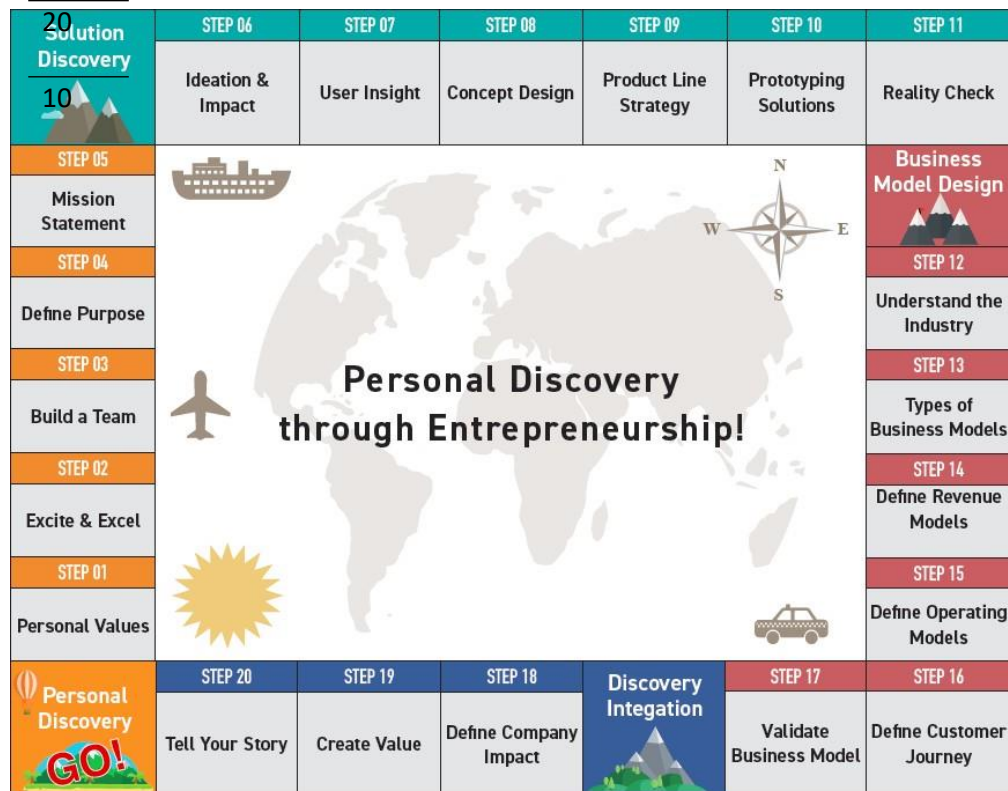 20
Solution
Discovery
10
STEP 06
Ideation &
Impact
STEP 07
User Insight
STEP 08
Concept Design
STEP 09
Product Line
Strategy
STEP 10
Prototyping
Solutions
STEP 11
Reality Check
STEP 05
Mission
Statement
STEP 04
Define Purpose
STEP 03
Build a Team
STEP 02
Excite & Excel
STEP 01
Personal Values
N
W
E
S
Personal Discovery
through Entrepreneurship!
Business
Model Design
STEP 12
Understand the
Industry
STEP 13
Types of
Business Models
STEP 14
Define Revenue
Models
STEP 15
Define Operating
Models
Personal
Discovery
GO!
STEP 20
Tell Your Story
STEP 19
Create Value
STEP 18
Define Company
Impact
Discovery
Integation
STEP 17
Validate
Business Model
STEP 16
Define Customer
Journey